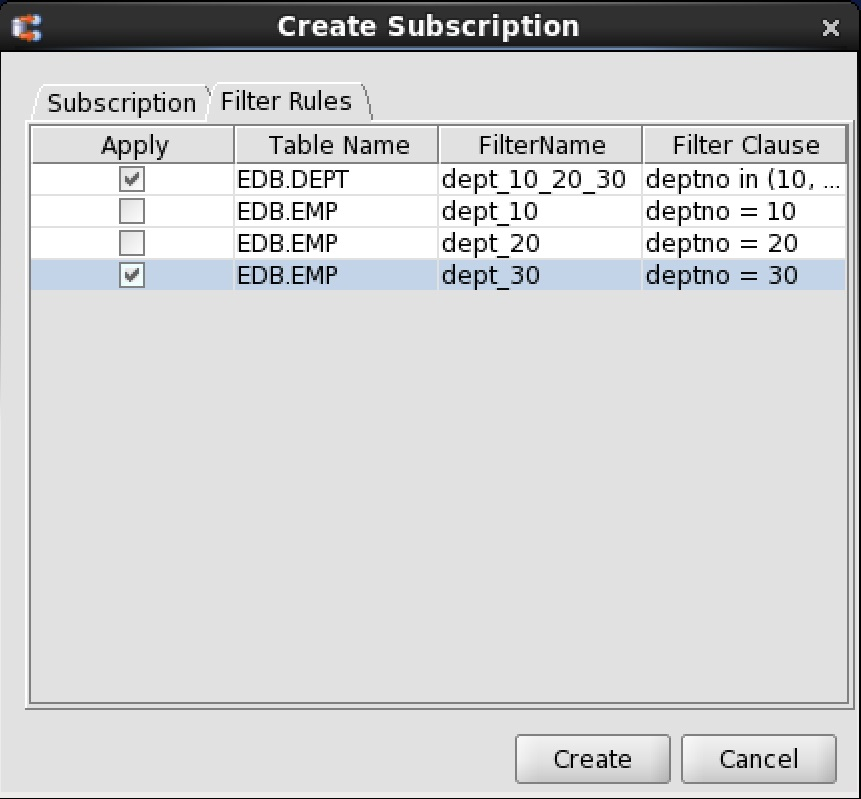 Create Subscription
Subscription Filter Rules
Apply Table Name FilterName Filter Clause
EDB.DEPT dept_10_20_30 deptno in (10, ...
EDB.EMP dept_10 deptno = 10
EDB.EMP dept_20 deptno = 20
EDB.EMP dept_30 deptno = 30
Create Cancel